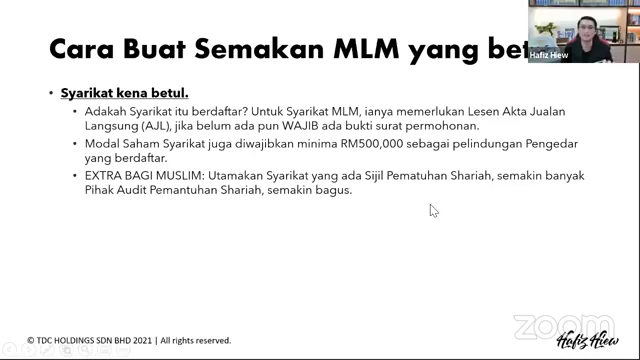 Cara Buat Semakan MLM yang bet
Hafiz Hiew
• Syarikat kena betul.
• Adakah Syarikat itu berdaftar? Untuk Syarikat MLM, ianya memerlukan Lesen Akta Jualan
Langsung (AJL), jika belum ada pun WAJIB ada bukti surat permohonan.
• Modal Saham Syarikat juga diwajibkan minima RM500,000 sebagai pelindungan Pengedar
yang berdaftar.
• EXTRA BAGI MUSLIM: Utamakan Syarikat yang ada Sijil Pematuhan Shariah, semakin banyak
Pihak Audit Pemantuhan Shariah, semakin bagus.
zoom
© TDC HOLDINGS SDN BHD 2021 | All rights reserved.
Hafiz Hiew